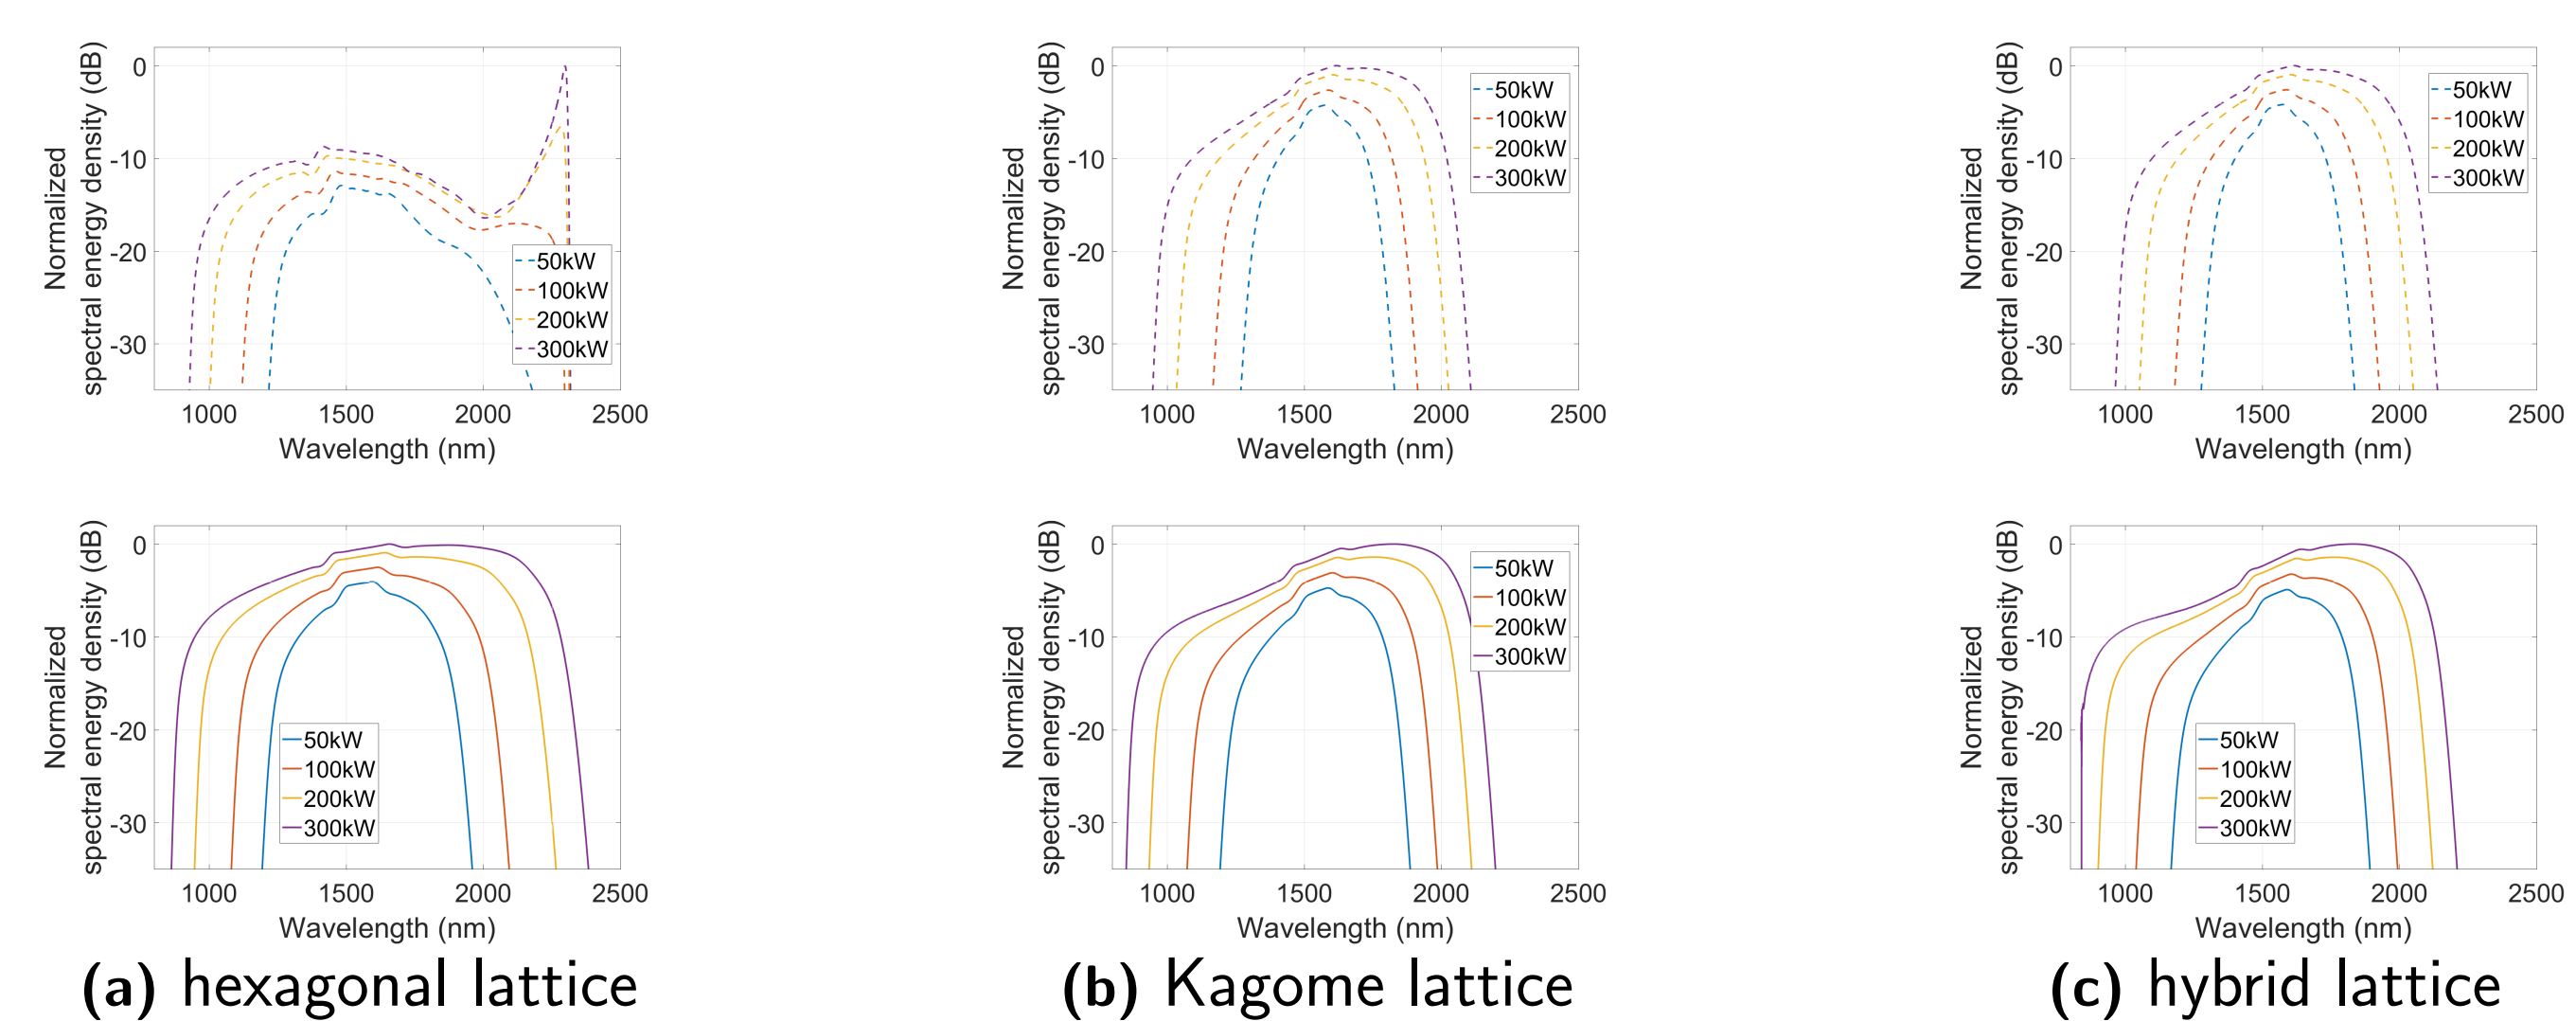 Normalized
spectral energy density (dB)
0
-10
-20
-30
1000 1500 2000 2500
Wavelength (nm)
50kW
100kW
200kW
300kW
Normalized
spectral energy density (dB)
0
-10
-20
-30
1000 1500 2000 2500
Wavelength (nm)
50kW
100kW
200kW
300kW
Normalized
spectral energy density (dB)
0
-10
-20
-30
1000 1500 2000 2500
Wavelength (nm)
50kW
100kW
200kW
300kW
Normalized
spectral energy density (dB)
0
-10
-20
-30
1000 1500 2000 2500
Wavelength (nm)
50kW
100kW
200kW
300kW
Normalized
spectral energy density (dB)
0
-10
-20
-30
1000 1500 2000 2500
Wavelength (nm)
50kW
100kW
200kW
300kW
Normalized
spectral energy density (dB)
0
-10
-20
-30
1000 1500 2000 2500
Wavelength (nm)
50kW
100kW
200kW
300kW
(a) hexagonal lattice
(b) Kagome lattice
(c) hybrid lattice